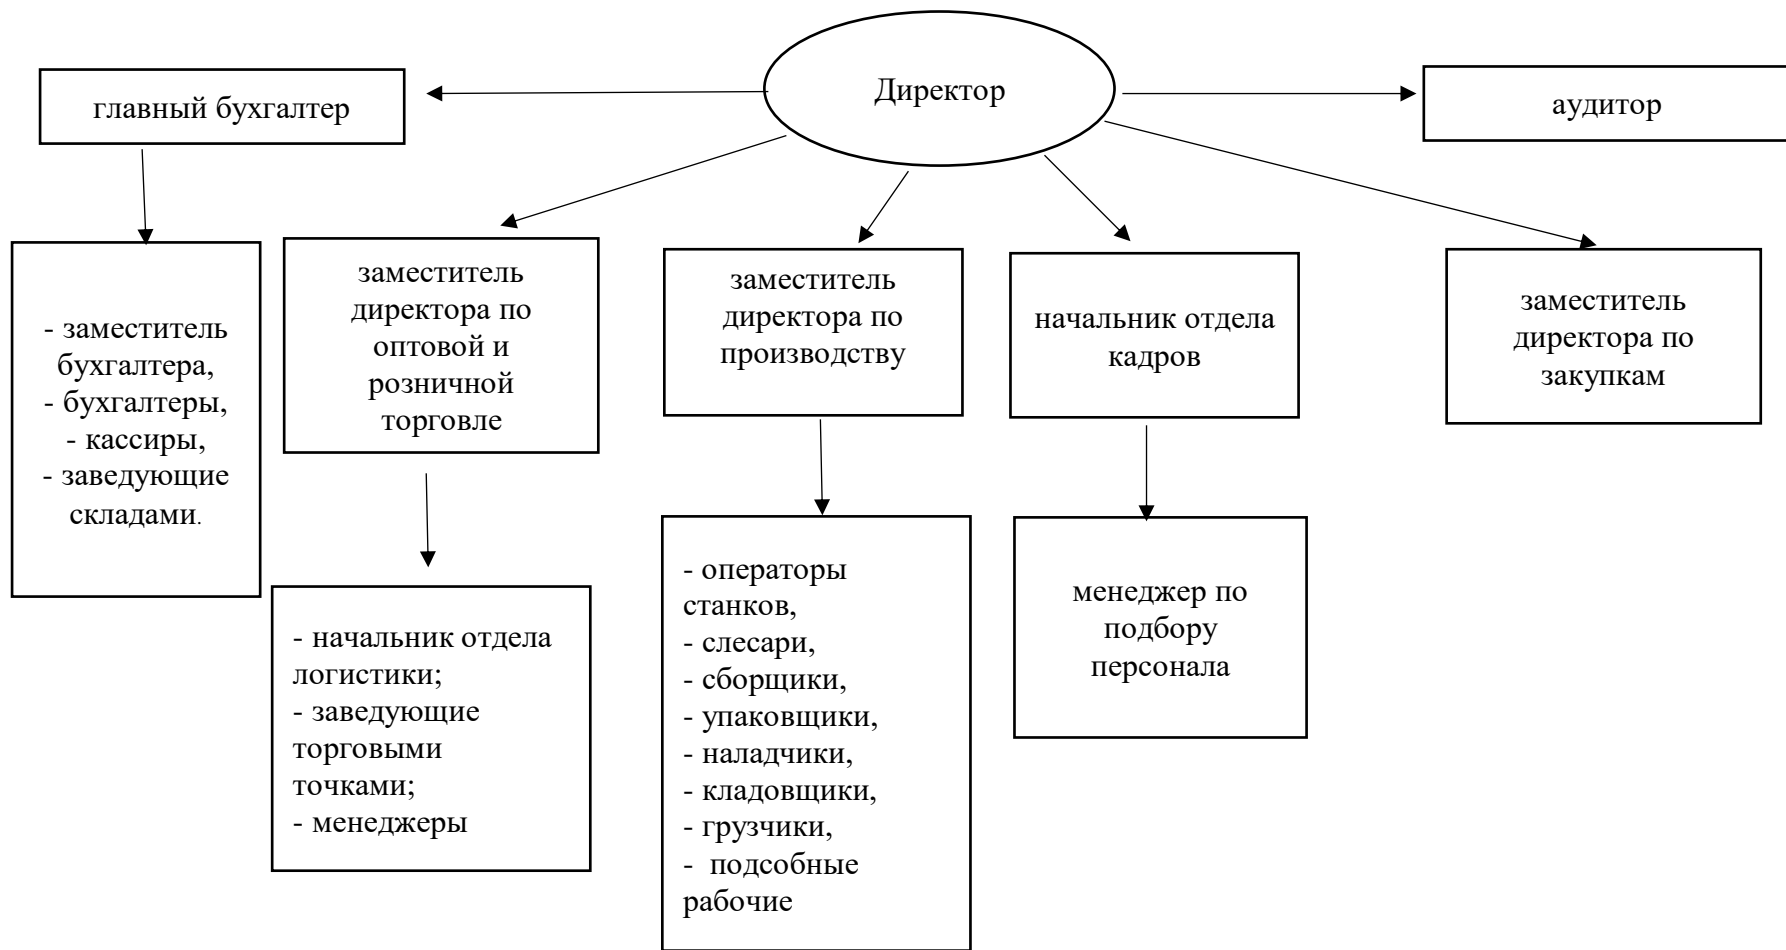 Директор
главный бухгалтер
аудитор
- заместитель
бухгалтера,
- бухгалтеры,
- кассиры,
- заведующие
складами.
заместитель
директора по
оптовой и
розничной
торговле
заместитель
директора по
производству
начальник отдела
кадров
заместитель
директора по
закупкам
- начальник отдела
логистики;
- заведующие
торговыми
точками;
- менеджеры
- операторы
станков,
- слесари,
- сборщики,
- упаковщики,
- наладчики,
- кладовщики,
- грузчики,
- подсобные
рабочие
менеджер по
подбору
персонала